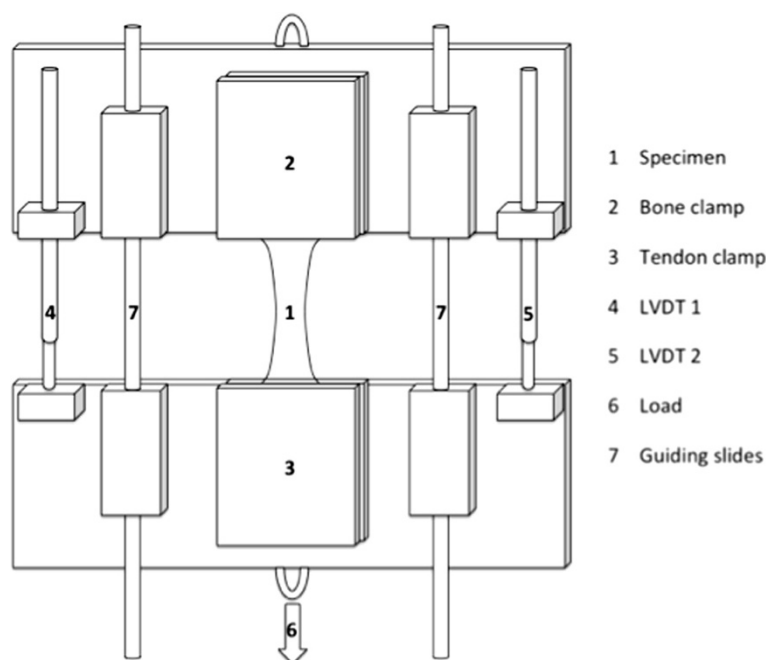 2
4
7
1
7
5
3
6
1 Specimen
2 Bone clamp
3 Tendon clamp
4 LVDT 1
5 LVDT 2
6 Load
7 Guiding slides